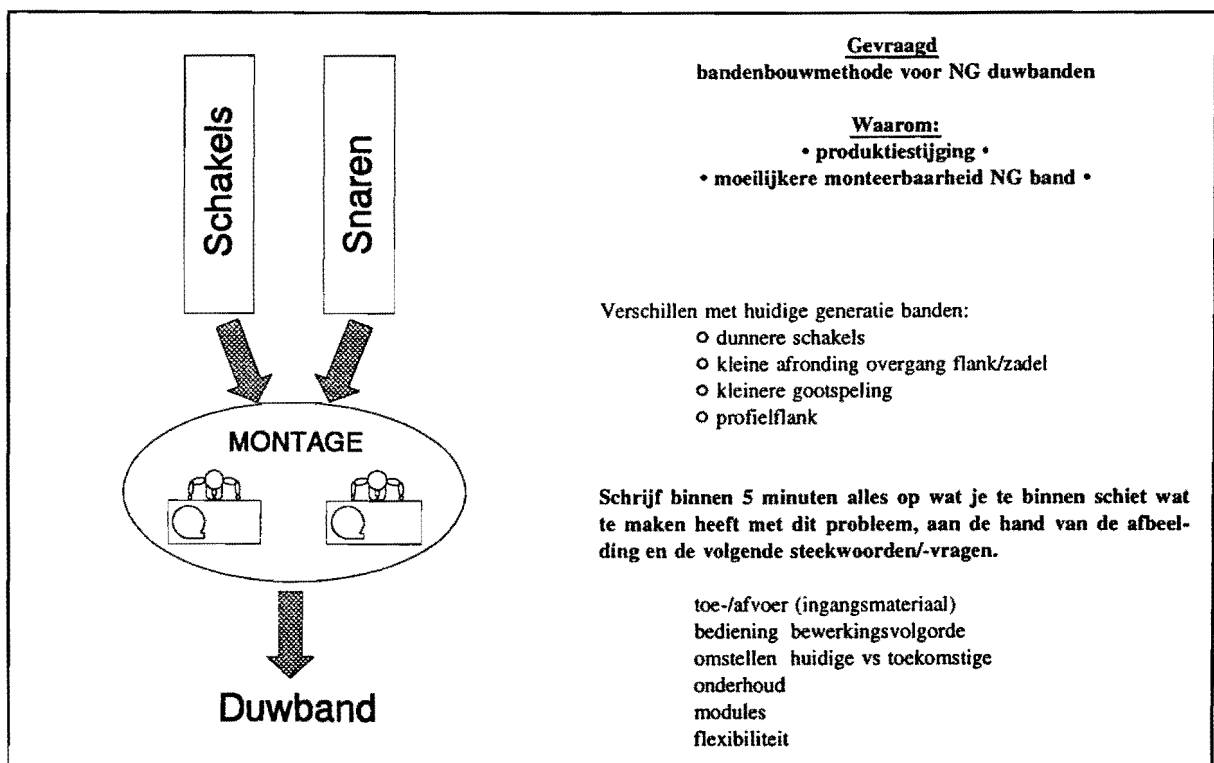 Schakels
Snaren
MONTAGE
Duwband
Gevraagd
bandenbouwmethode voor NG duwbanden
Waarom:
• produktiestijging •
• moeilijkere monteerbaarheid NG band •
Verschillen met huidige generatie banden:
o dunnere schakels
o kleine afronding overgang flank/zadel
o kleinere gootspeling
o profielflank
Schrijf binnen 5 minuten alles op wat je te binnen schiet wat
te maken heeft met dit probleem, aan de hand van de afbeel-
ding en de volgende steekwoorden/-vragen.
toe-/afvoer (ingangsmateriaal)
bediening bewerkingsvolgorde
omstellen huidige vs toekomstige
onderhoud
modules
flexibiliteit